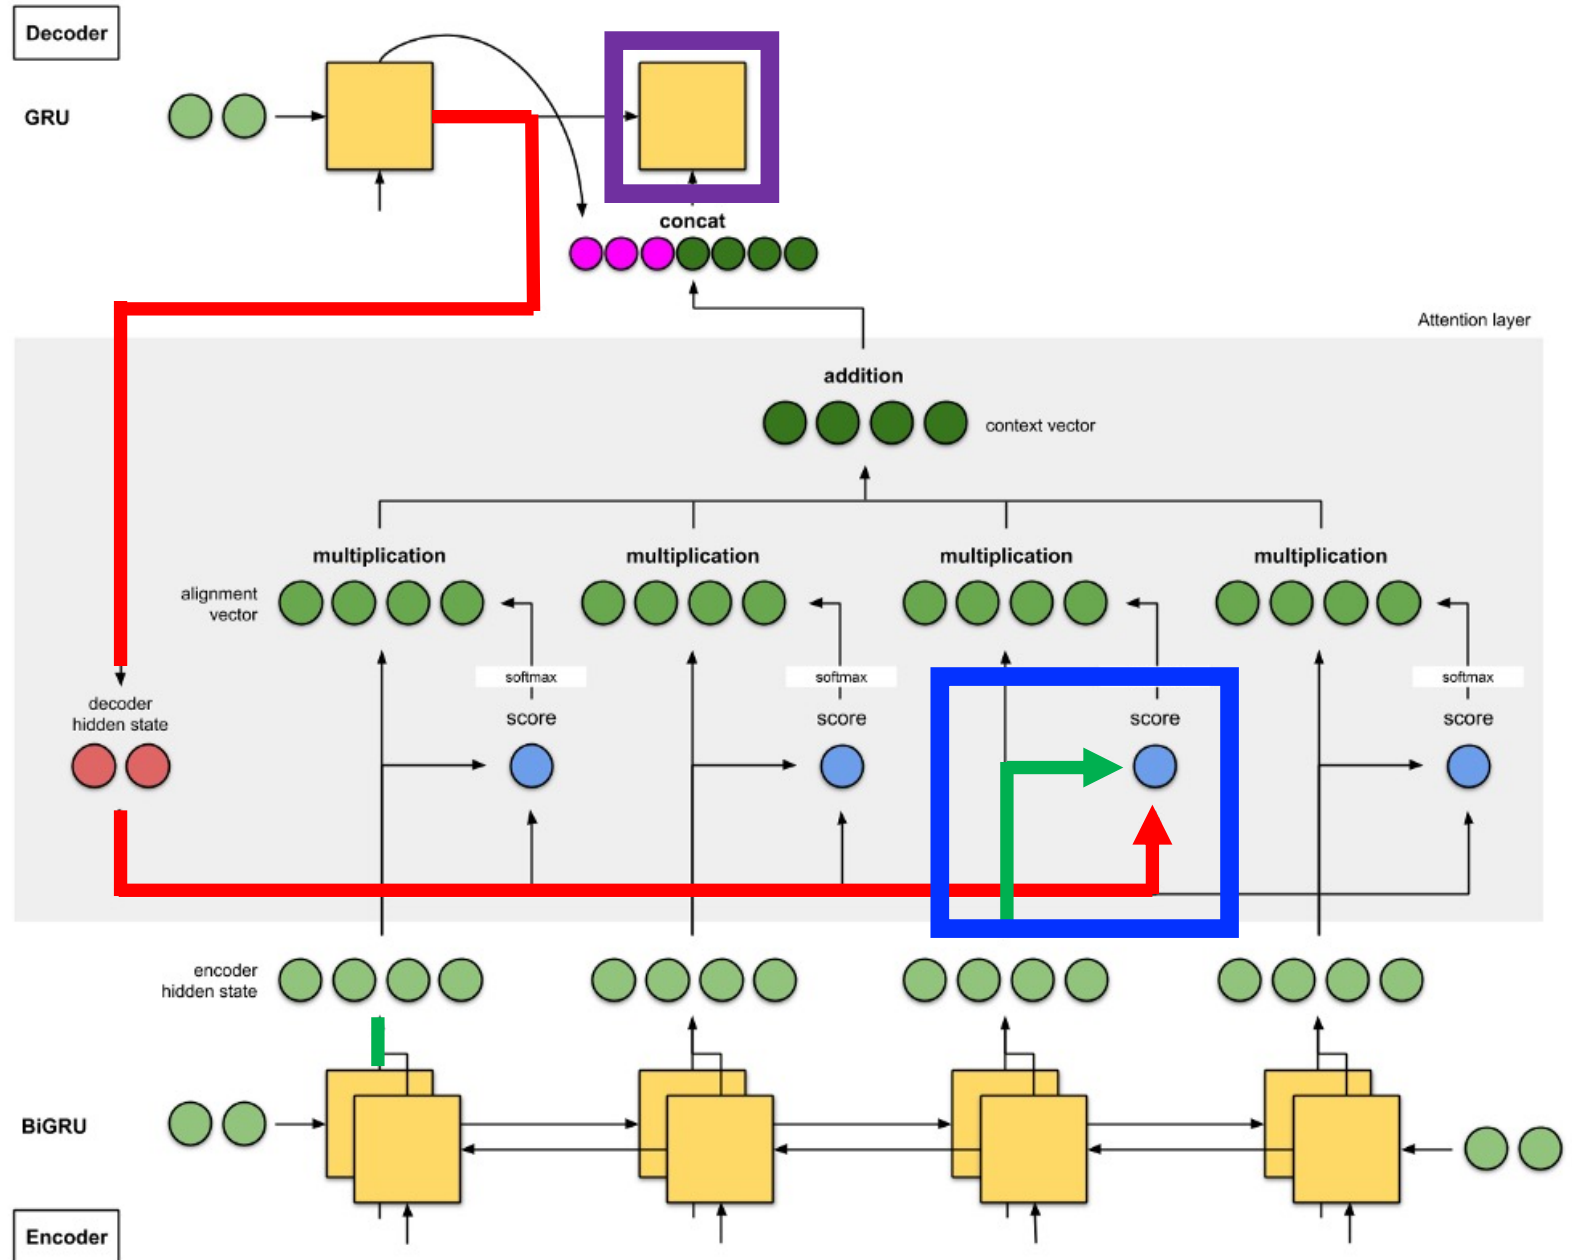 Decoder
GRU
concat
Attention layer
addition
context vector
multiplication multiplication multiplication multiplication
alignment
vector
softmax softmax softmax
decoder
hidden state
score score score score
encoder
hidden state
BiGRU
Encoder